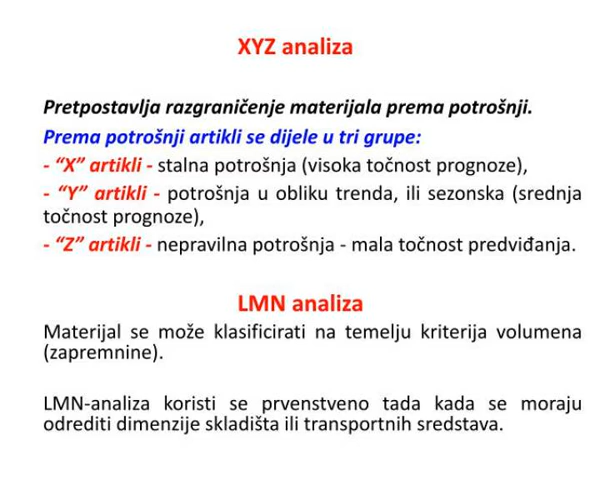 XYZ analiza
Pretpostavlja razgraničenje materijala prema potrošnji.
Prema potrošnji artikli se dijele u tri grupe:
- “X” artikli - stalna potrošnja (visoka točnost prognoze),
- “Y” artikli - potrošnja u obliku trenda, ili sezonska (srednja
točnost prognoze),
- “Z” artikli - nepravilna potrošnja - mala točnost predviđanja.
LMN analiza
Materijal se može klasificirati na temelju kriterija volumena
(zapremnine).
LMN-analiza koristi se prvenstveno tada kada se moraju
odrediti dimenzije skladišta ili transportnih sredstava.